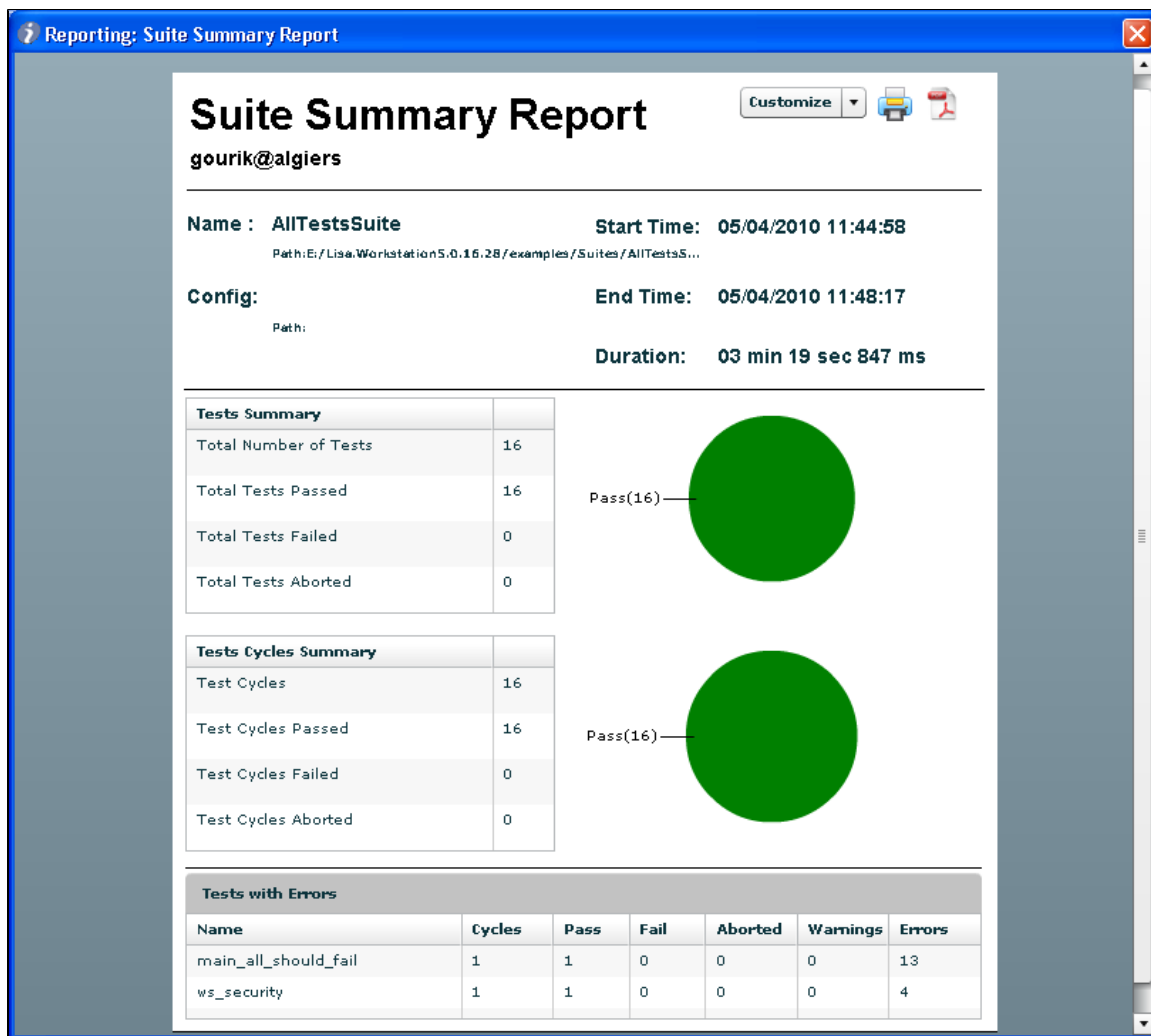 Reporting: Suite Summary Report
Suite Summary Report
Customize
gourik@algiers
Name : AllTestsSuite Start Time: 05/04/2010 11:44:58
Path:E:/Lisa.Workstation5.0.16.28/examples/Suites/AllTestsS...
Config: End Time: 05/04/2010 11:48:17
Path:
Duration: 03 min 19 sec 847 ms
Tests Summary
Total Number of Tests 16
Total Tests Passed 16
Total Tests Failed 0
Total Tests Aborted 0
Pass(16)
Tests Cycles Summary
Test Cycles 16
Test Cycles Passed 16
Test Cycles Failed 0
Test Cycles Aborted 0
Pass(16)
Tests with Errors
Name Cycles Pass Fail Aborted Warnings Errors
main_all_should_fail 1 1 0 0 0 13
ws_security 1 1 0 0 0 4